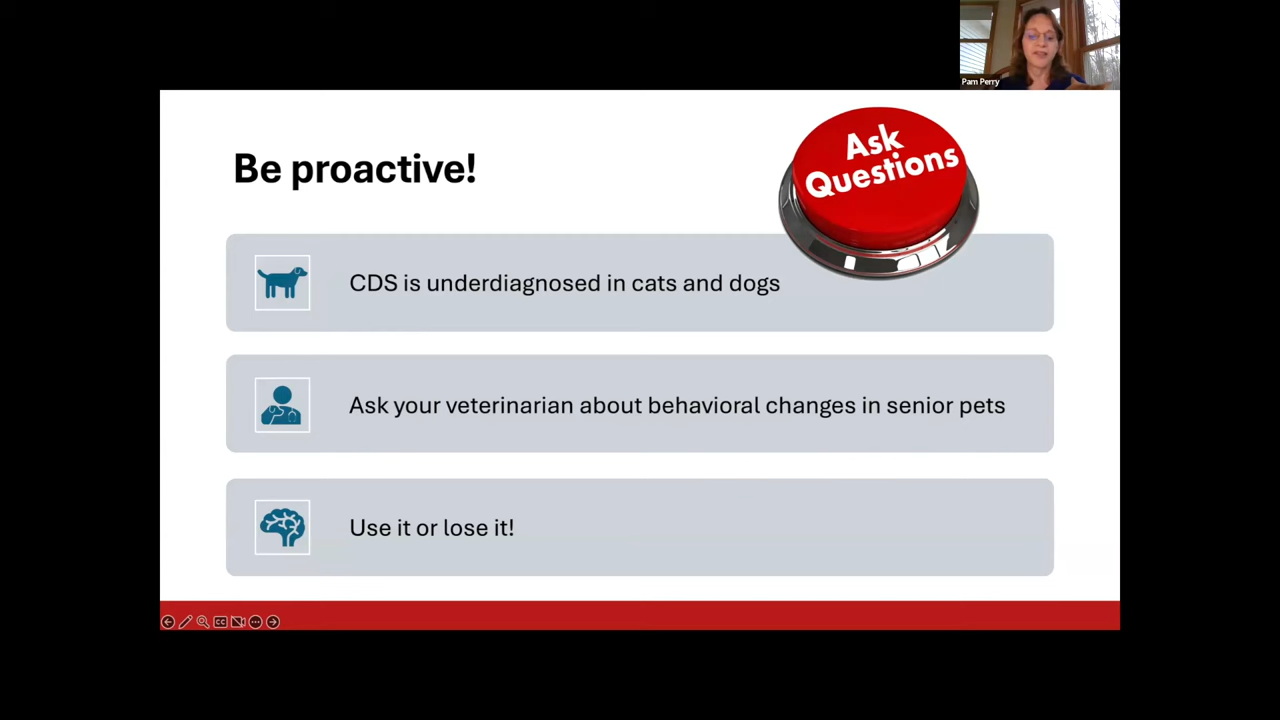 Pam Perry
Be proactive!
Ask
Questions
CDS is underdiagnosed in cats and dogs
Ask your veterinarian about behavioral changes in senior pets
Use it or lose it!
CC